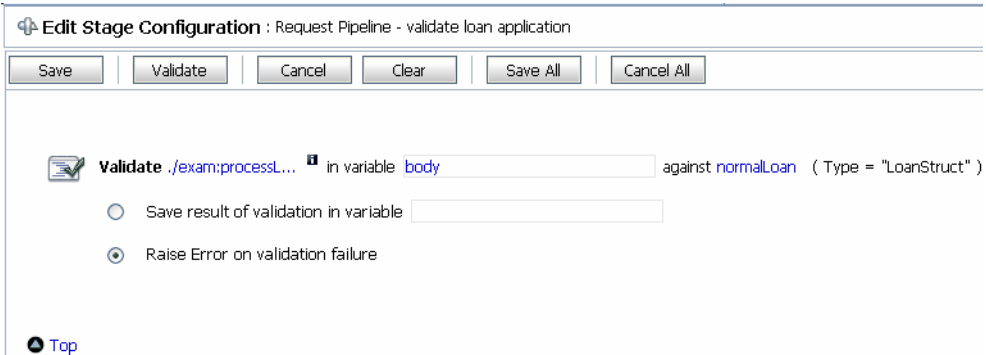 Edit Stage Configuration : Request Pipeline - validate loan application
Save Validate Cancel Clear Save All Cancel All
Validate ./exam:processL... in variable body against normalLoan ( Type = "LoanStruct" )
Save result of validation in variable
Raise Error on validation failure
Top